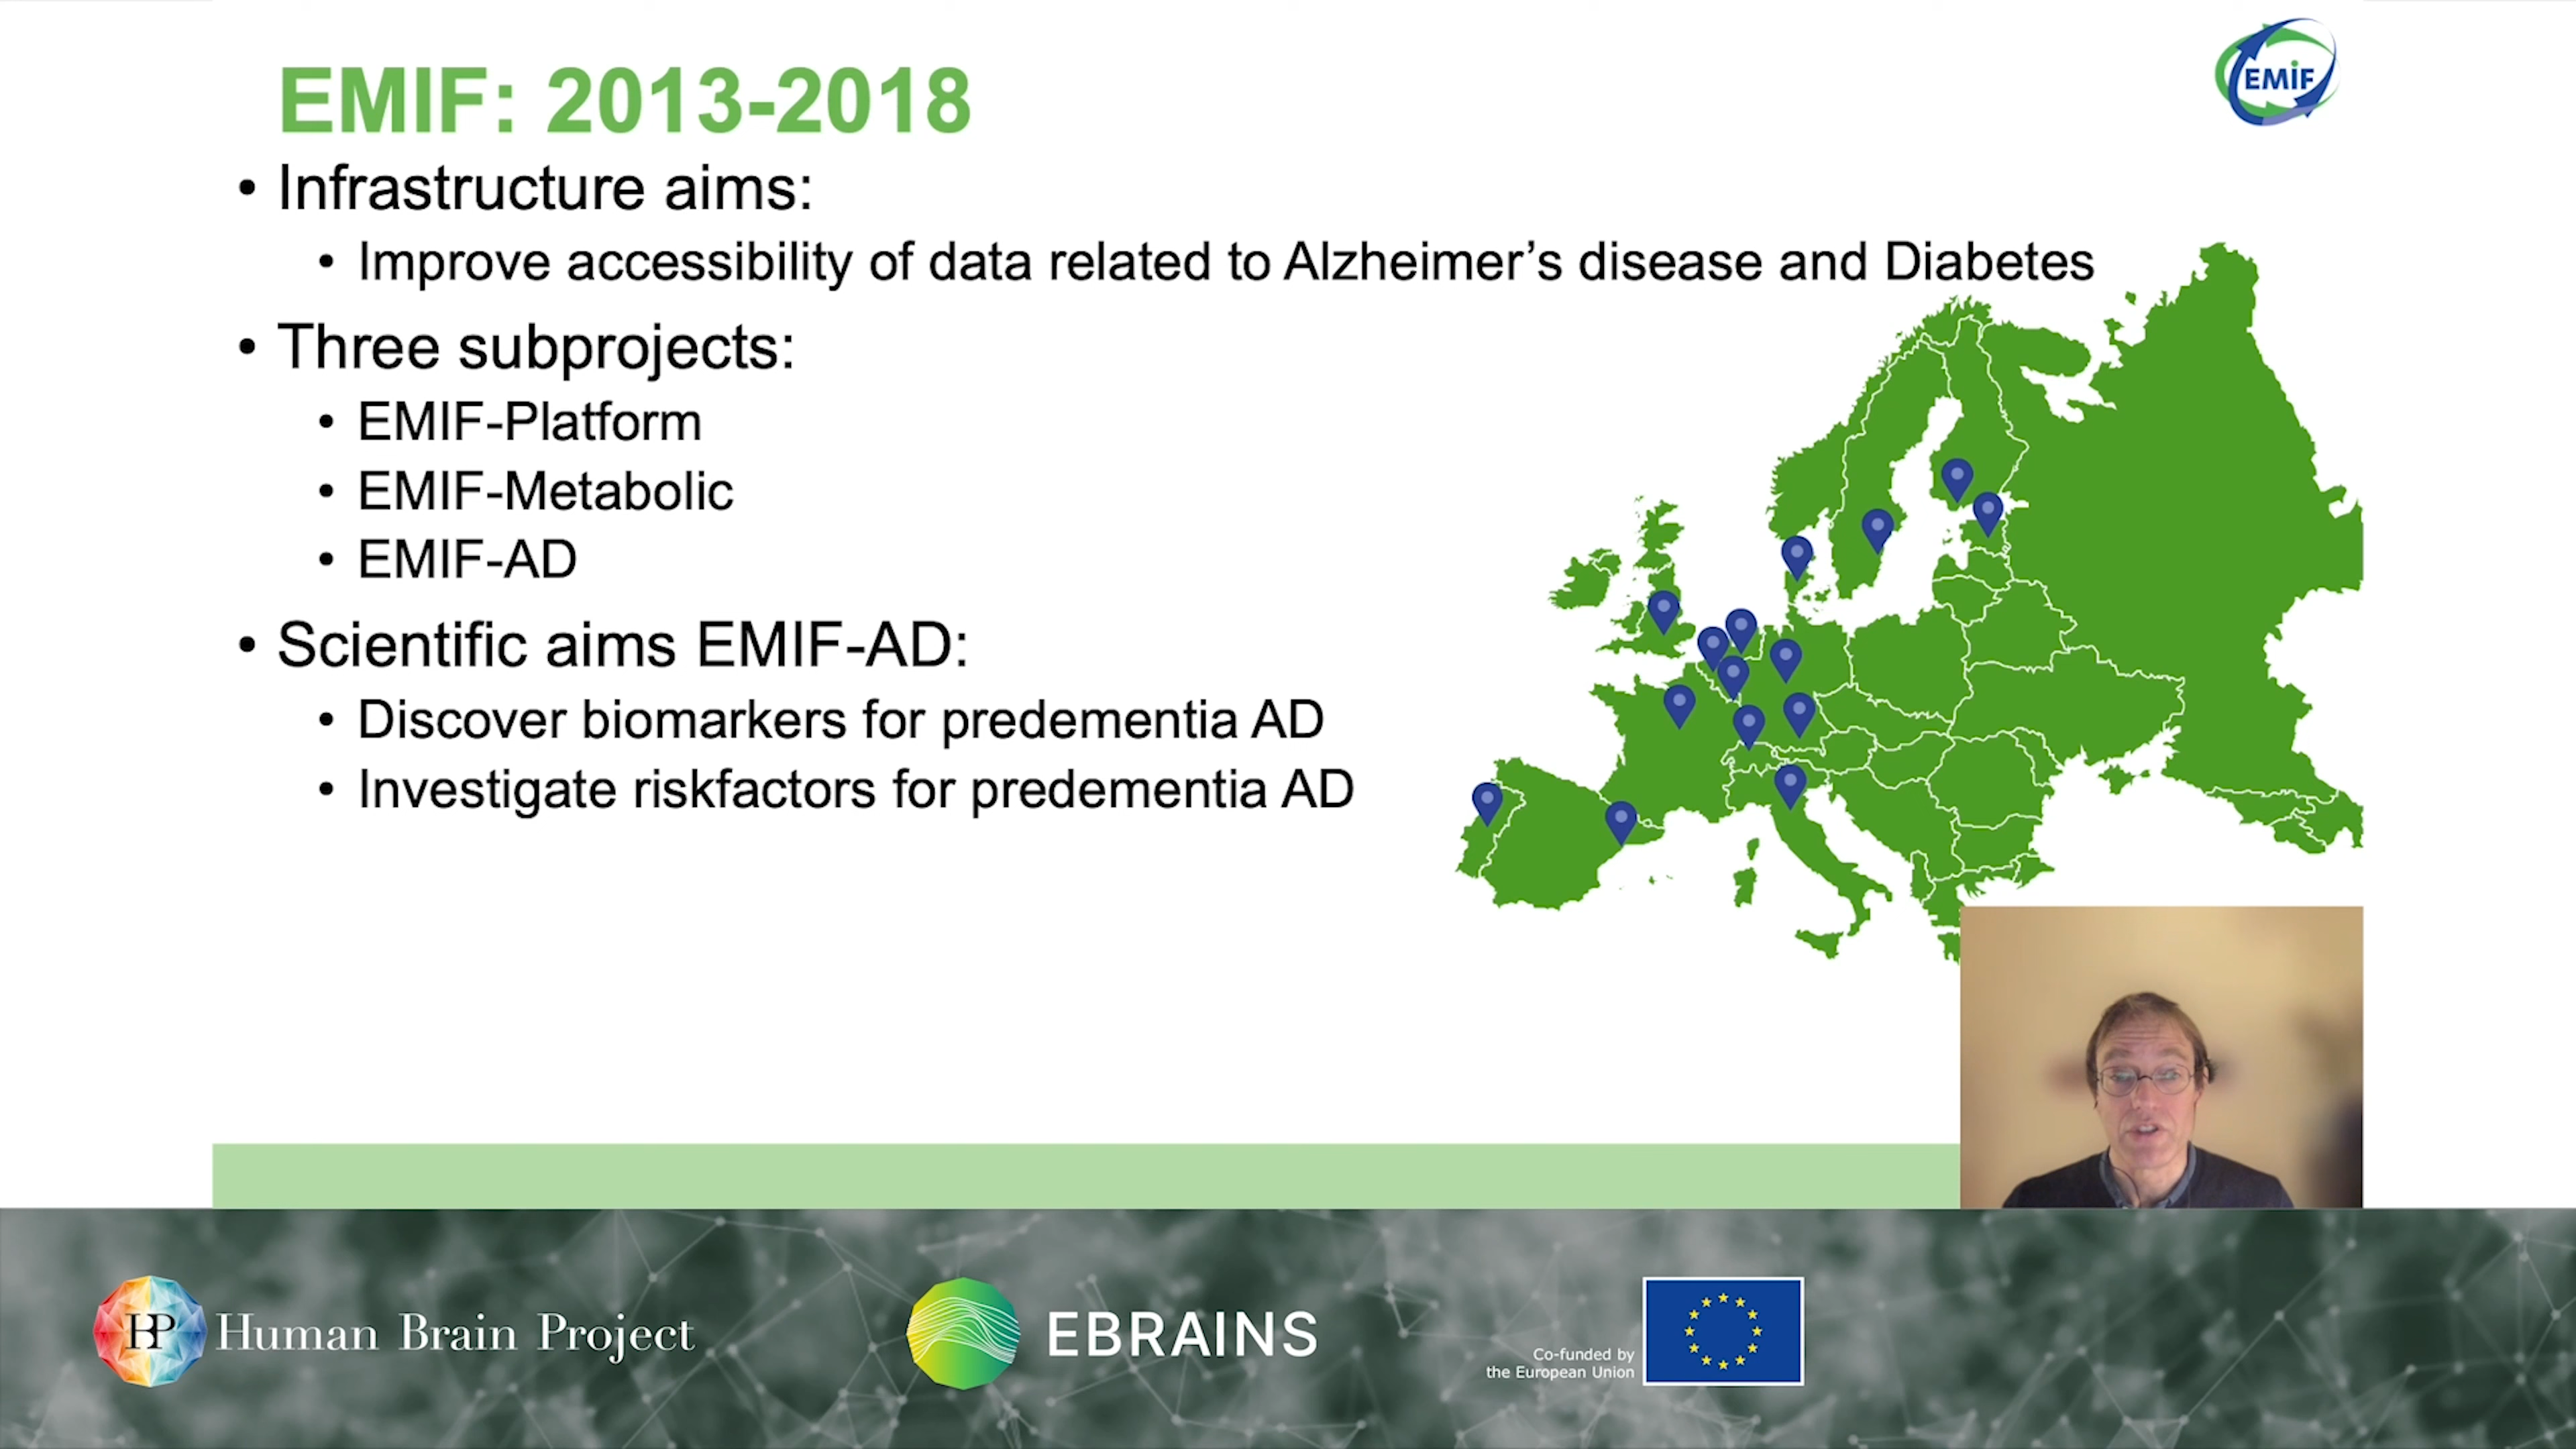 EMIF: 2013-2018
EMiF
• Infrastructure aims:
• Improve accessibility of data related to Alzheimer’s disease and Diabetes
• Three subprojects:
• EMIF-Platform
• EMIF-Metabolic
• EMIF-AD
• Scientific aims EMIF-AD:
• Discover biomarkers for predementia AD
• Investigate riskfactors for predementia AD
HBP Human Brain Project
EBRAINS
Co-funded by
the European Union